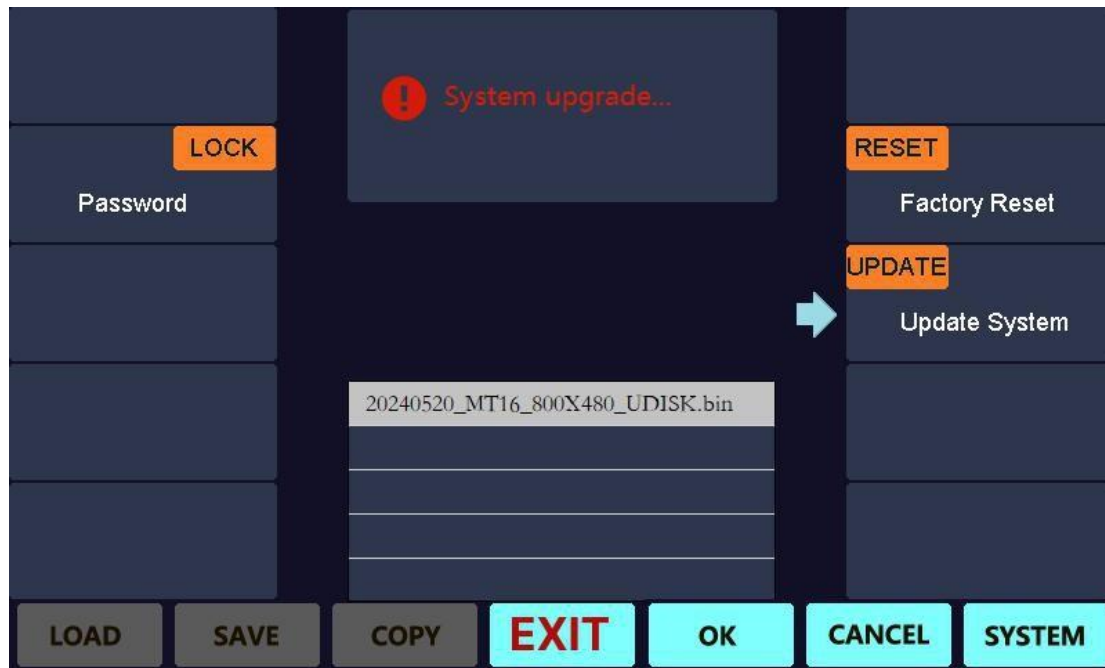 System upgrade...
LOCK
Password
RESET
Factory Reset
UPDATE
Update System
20240520_MT16_800X480_UDISK.bin
LOAD SAVE COPY EXIT OK CANCEL SYSTEM